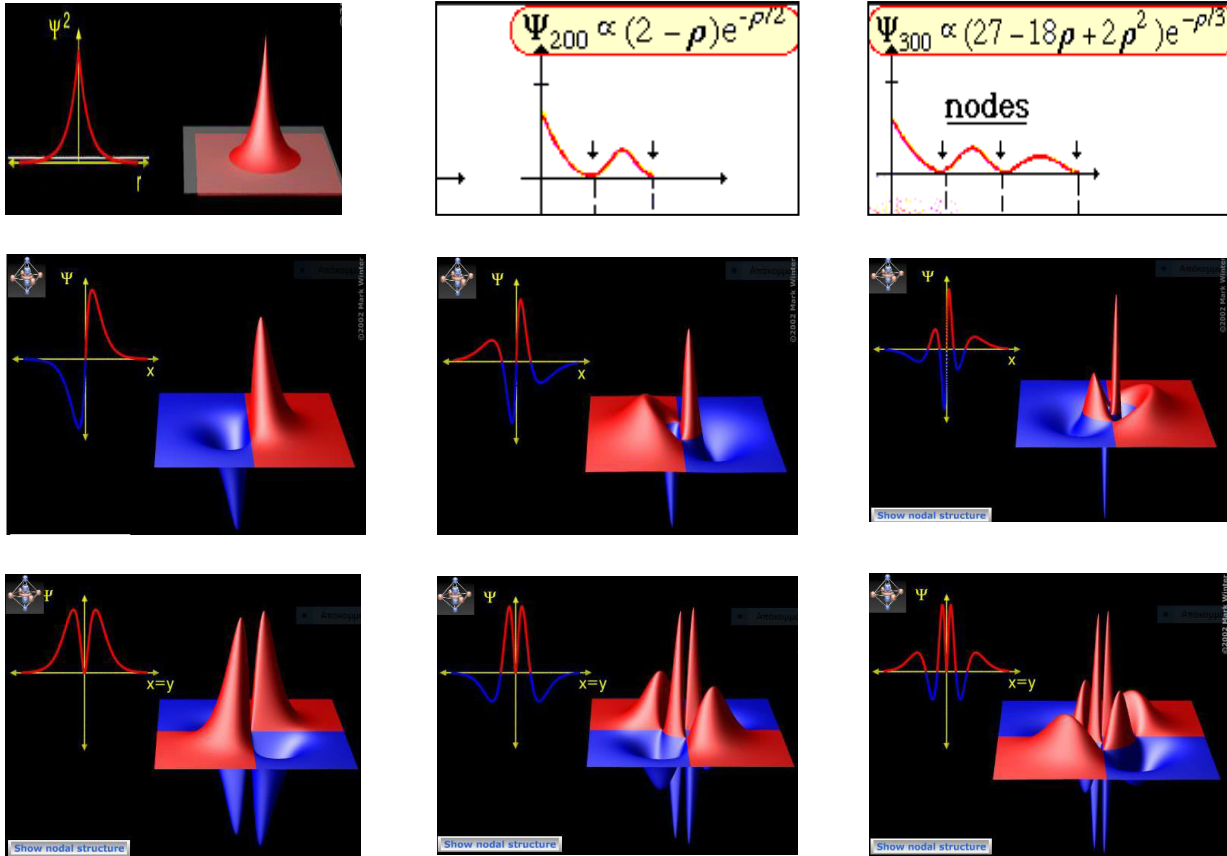 Ψ²
r
Ψ₂₀₀ ∝ (2 − ρ)e^{-ρ/2}
Ψ₃₀₀ ∝ (27 − 18ρ + 2ρ²)e^{-ρ/3}
nodes
Ψ
x
©2002 Mark Winter
Ψ
x
©2002 Mark Winter
Ψ
x
©2002 Mark Winter
Show nodal structure
Ψ
x=y
Show nodal structure
Ψ
x=y
Show nodal structure
Ψ
x=y
©2002 Mark Winter
Show nodal structure